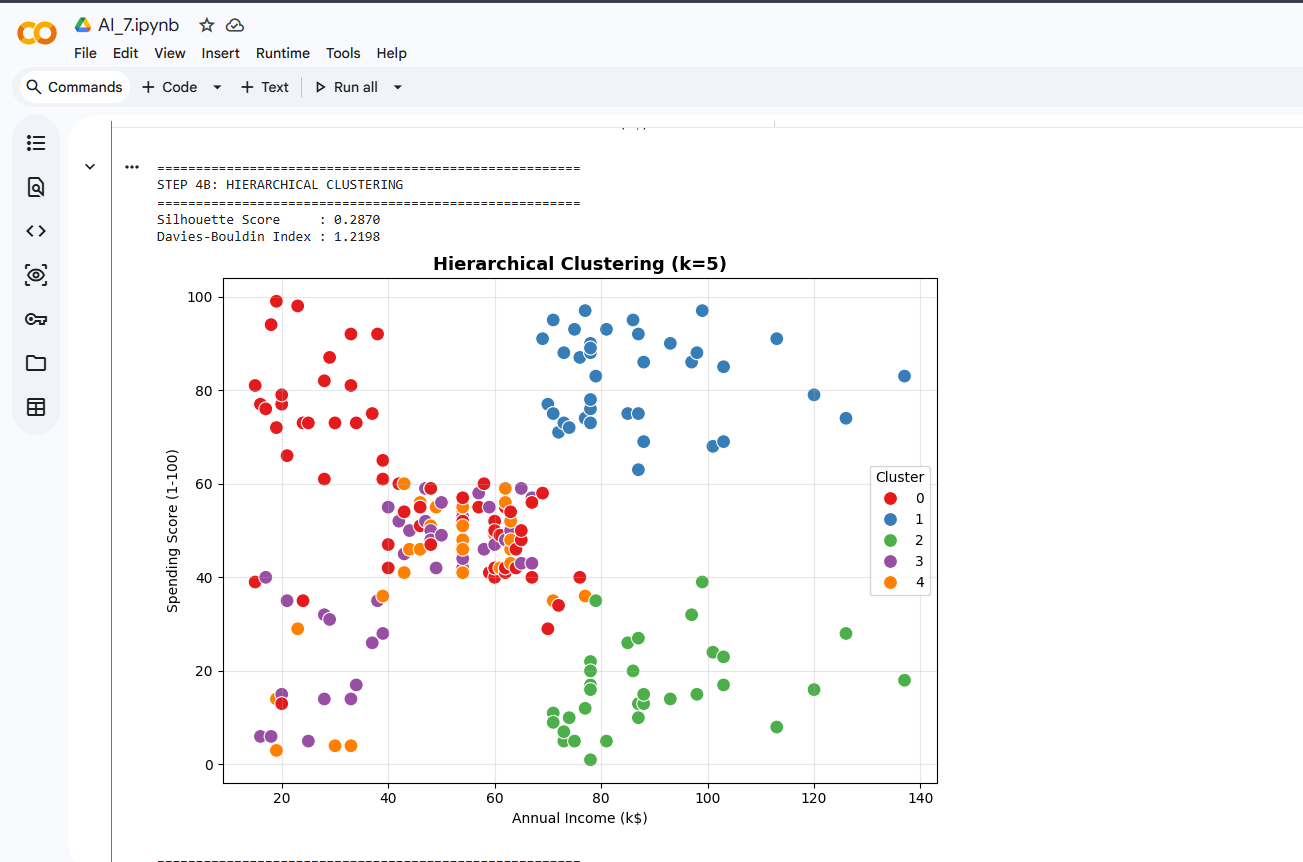 AI_7.ipynb
File Edit View Insert Runtime Tools Help
Commands + Code + Text Run all
=======================================================
STEP 4B: HIERARCHICAL CLUSTERING
=======================================================
Silhouette Score     : 0.2870
Davies-Bouldin Index : 1.2198
Hierarchical Clustering (k=5)
100
80
60
40
20
0
Spending Score (1-100)
Cluster
0
1
2
3
4
20 40 60 80 100 120 140
Annual Income (k$)
=======================================================